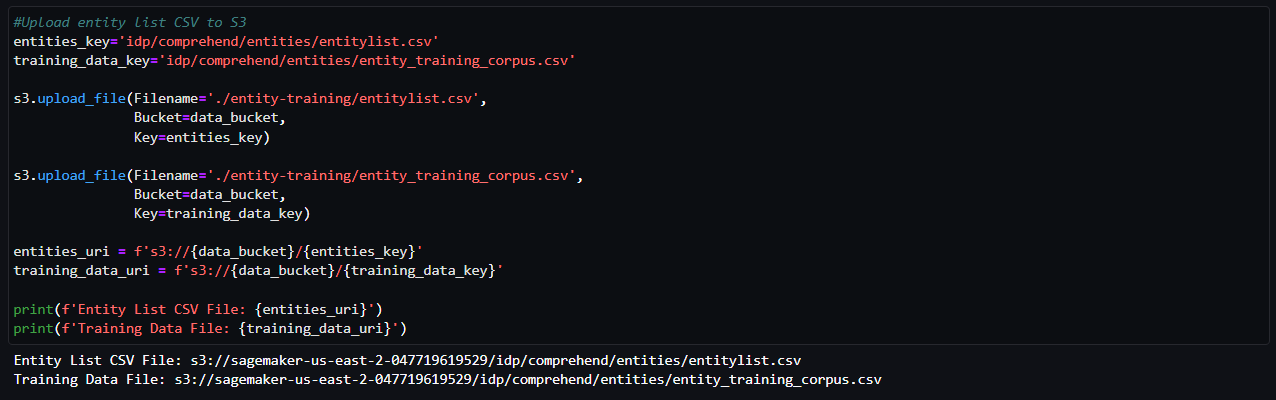 #Upload entity list CSV to S3
entities_key='idp/comprehend/entities/entitylist.csv'
training_data_key='idp/comprehend/entities/entity_training_corpus.csv'

s3.upload_file(Filename='./entity-training/entitylist.csv',
               Bucket=data_bucket,
               Key=entities_key)

s3.upload_file(Filename='./entity-training/entity_training_corpus.csv',
               Bucket=data_bucket,
               Key=training_data_key)

entities_uri = f's3://{data_bucket}/{entities_key}'
training_data_uri = f's3://{data_bucket}/{training_data_key}'

print(f'Entity List CSV File: {entities_uri}')
print(f'Training Data File: {training_data_uri}')
Entity List CSV File: s3://sagemaker-us-east-2-047719619529/idp/comprehend/entities/entitylist.csv
Training Data File: s3://sagemaker-us-east-2-047719619529/idp/comprehend/entities/entity_training_corpus.csv